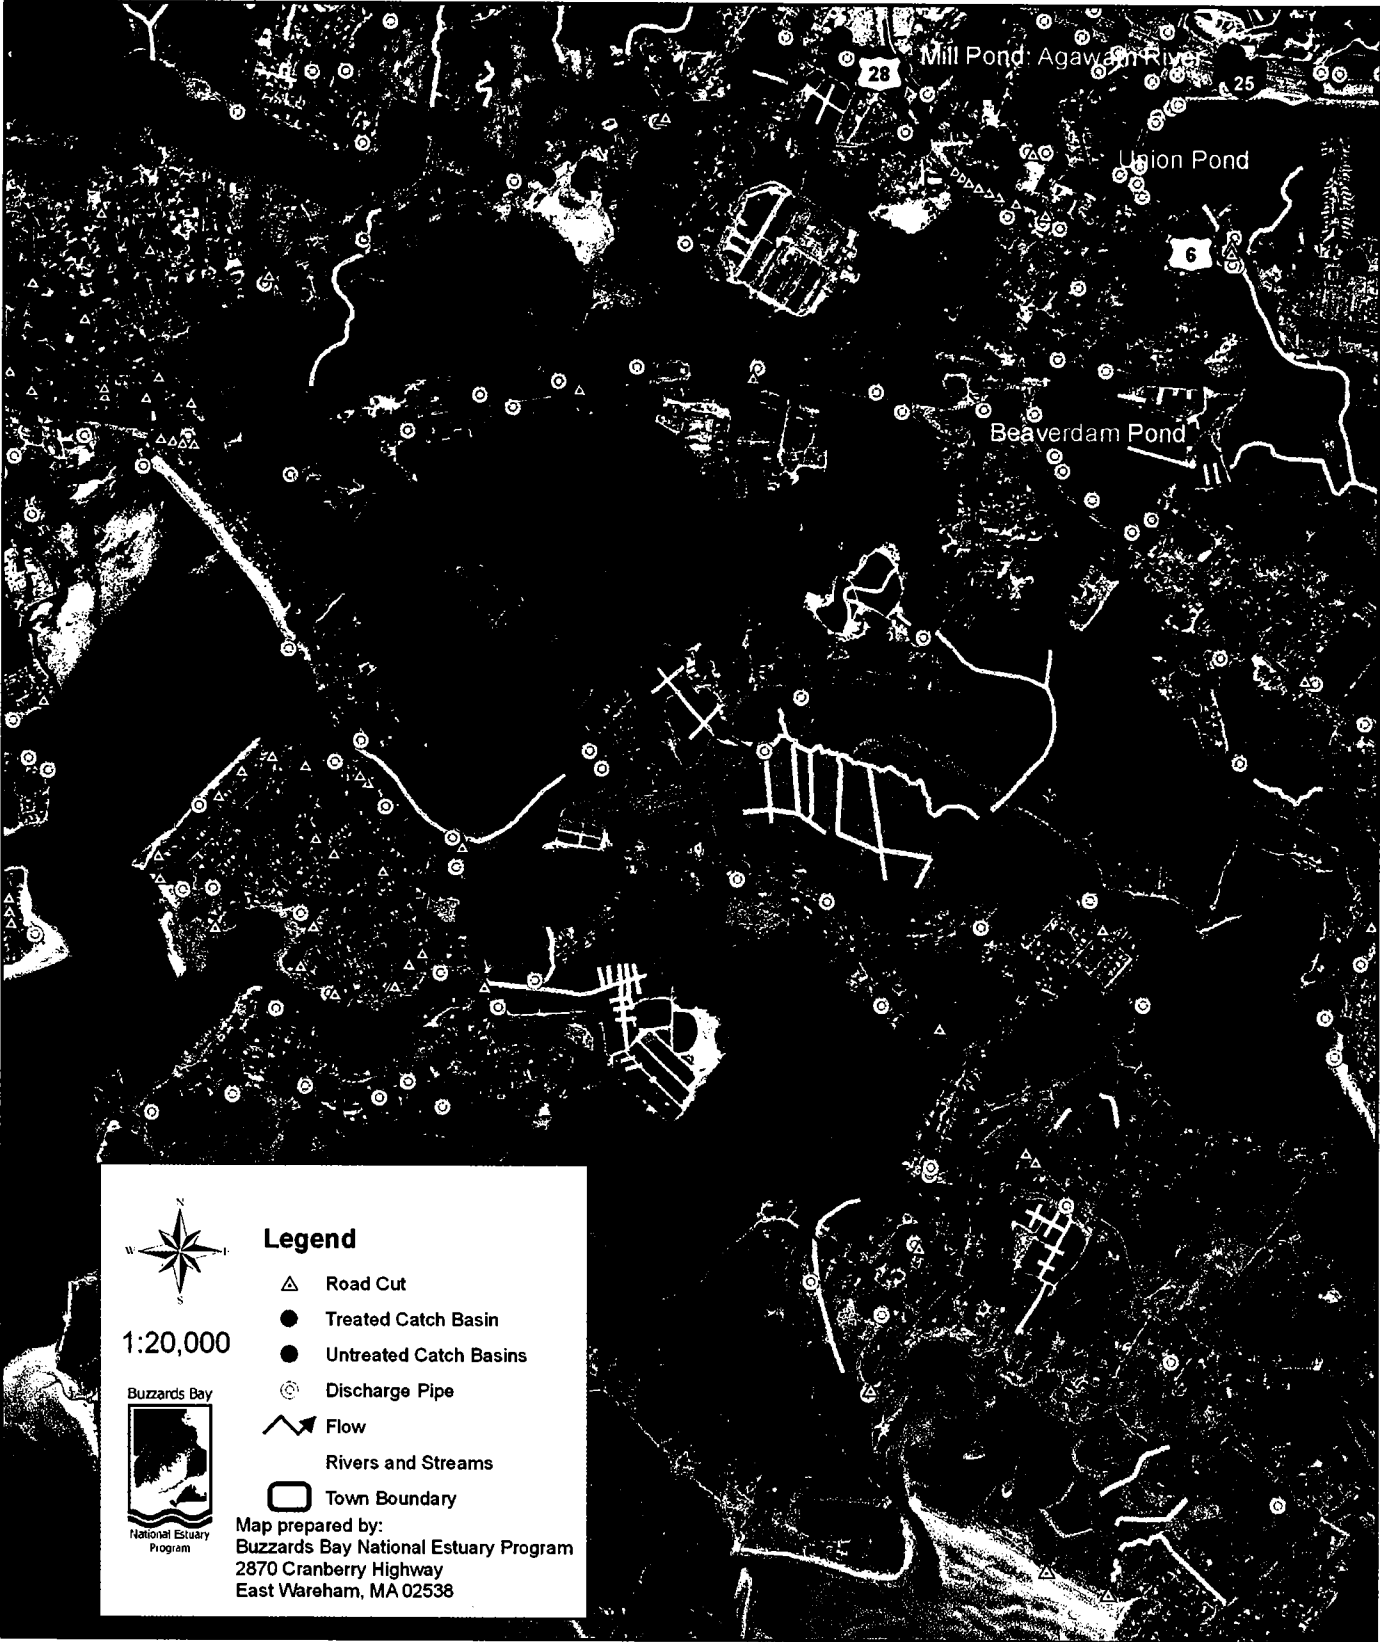 Mill Pond: Agawam River
28
25
Union Pond
6
Beaverdam Pond
N
W E
S
1:20,000
Legend
Road Cut
Treated Catch Basin
Untreated Catch Basins
Discharge Pipe
Flow
Rivers and Streams
Town Boundary
Buzzards Bay
National Estuary
Program
Map prepared by:
Buzzards Bay National Estuary Program
2870 Cranberry Highway
East Wareham, MA 02538